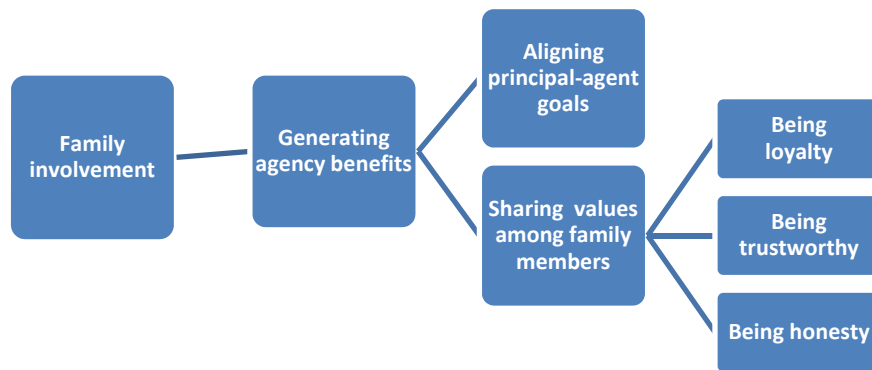 Family
involvement
Generating
agency benefits
Aligning
principal-agent
goals
Sharing  values
among family
members
Being
loyalty
Being
trustworthy
Being honesty